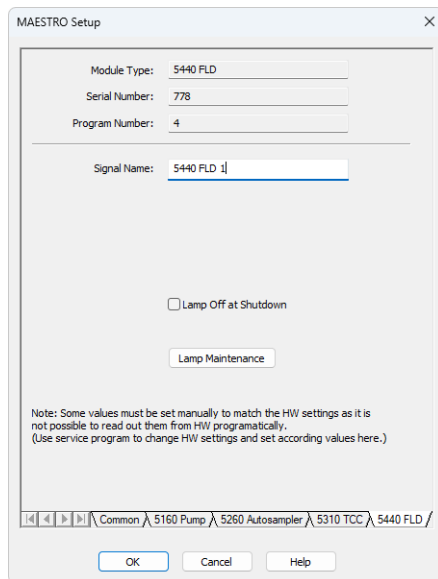 MAESTRO Setup
Module Type: 5440 FLD
Serial Number: 778
Program Number: 4
Signal Name: 5440 FLD 1
Lamp Off at Shutdown
Lamp Maintenance
Note: Some values must be set manually to match the HW settings as it is
not possible to read out them from HW programatically.
(Use service program to change HW settings and set according values here.)
Common 5160 Pump 5260 Autosampler 5310 TCC 5440 FLD
OK Cancel Help